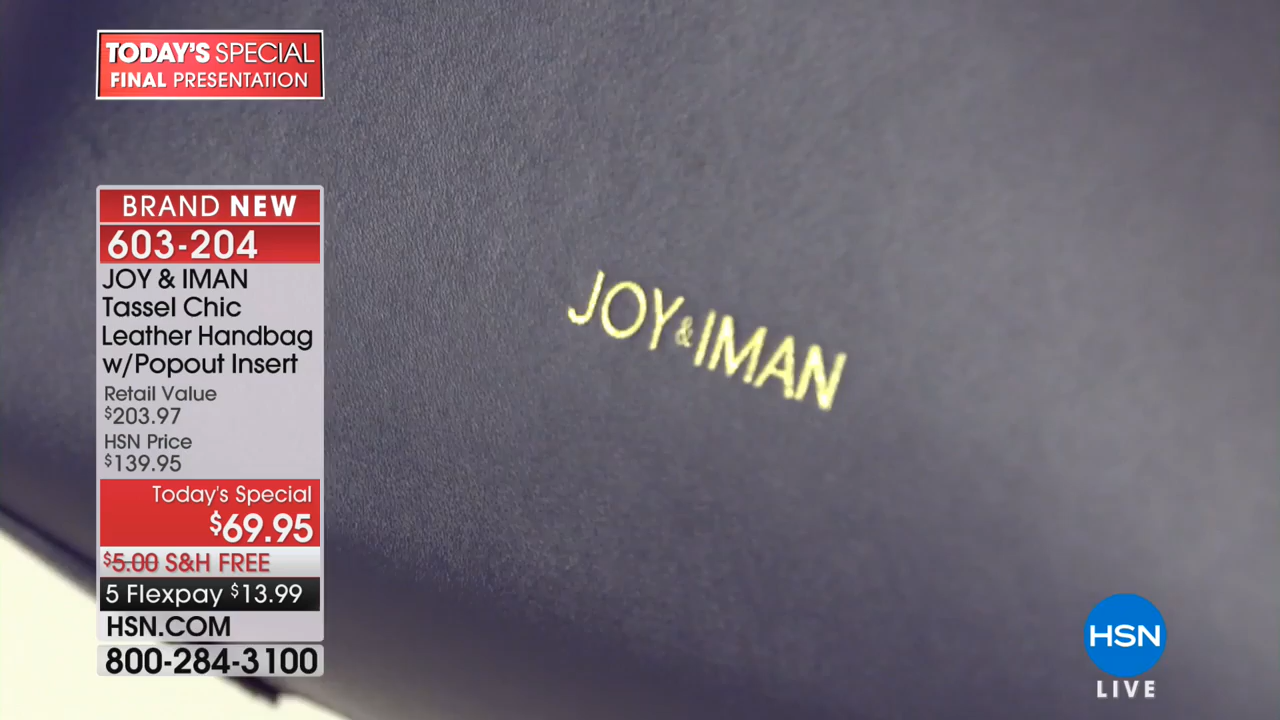 TODAY'S SPECIAL
FINAL PRESENTATION
BRAND NEW
603-204
JOY & IMAN
Tassel Chic
Leather Handbag
w/Popout Insert
Retail Value
$203.97
HSN Price
$139.95
Today's Special
$69.95
$5.00 S&H FREE
5 Flexpay $13.99
HSN.COM
800-284-3100
JOY & IMAN
HSN
LIVE